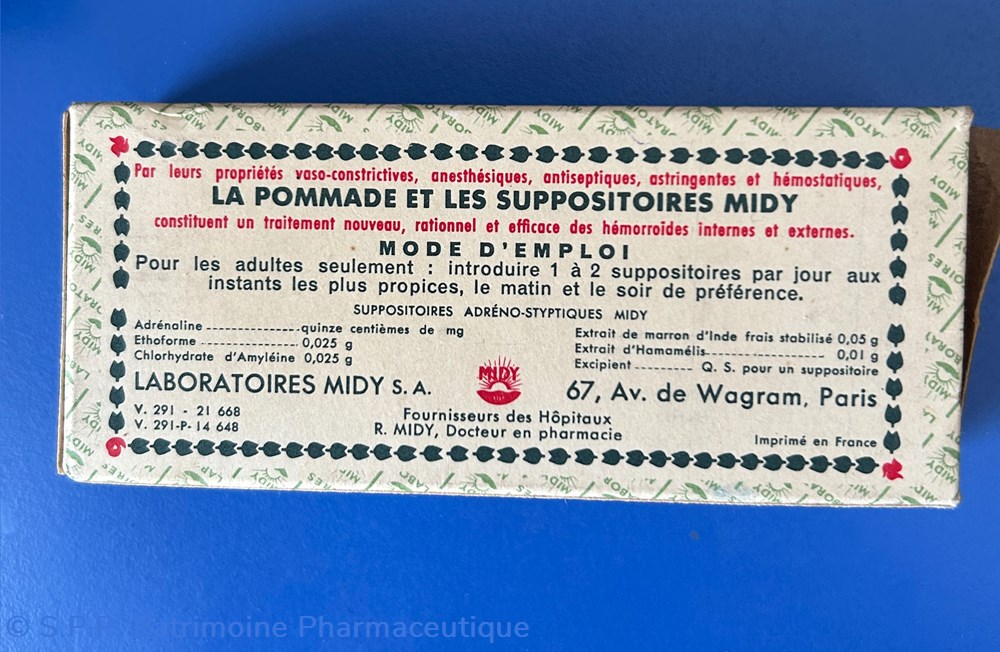 Par leurs propriétés vaso-constrictives, anesthésiques, antiseptiques, astringentes et hémostatiques,
LA POMMADE ET LES SUPPOSITOIRES MIDY
constituent un traitement nouveau, rationnel et efficace des hémorroïdes internes et externes.
MODE D'EMPLOI
Pour les adultes seulement : introduire 1 à 2 suppositoires par jour aux
instants les plus propices, le matin et le soir de préférence.
SUPPOSITOIRES ADRÉNO-STYPTIQUES MIDY
Adrénaline ---------------- quinze centièmes de mg
Ethoforme ---------------- 0,025 g
Chlorhydrate d'Amyléine 0,025 g
Extrait de marron d'Inde frais stabilisé 0,05 g
Extrait d'Hamamélis-------------------- 0,01 g
Excipient --------- Q. S. pour un suppositoire
LABORATOIRES MIDY S.A.
MIDY
67, Av. de Wagram, Paris
V. 291 - 21 668
V. 291-P- 14 648
Fournisseurs des Hôpitaux
R. MIDY, Docteur en pharmacie
Imprimé en France
Pharmaceutique